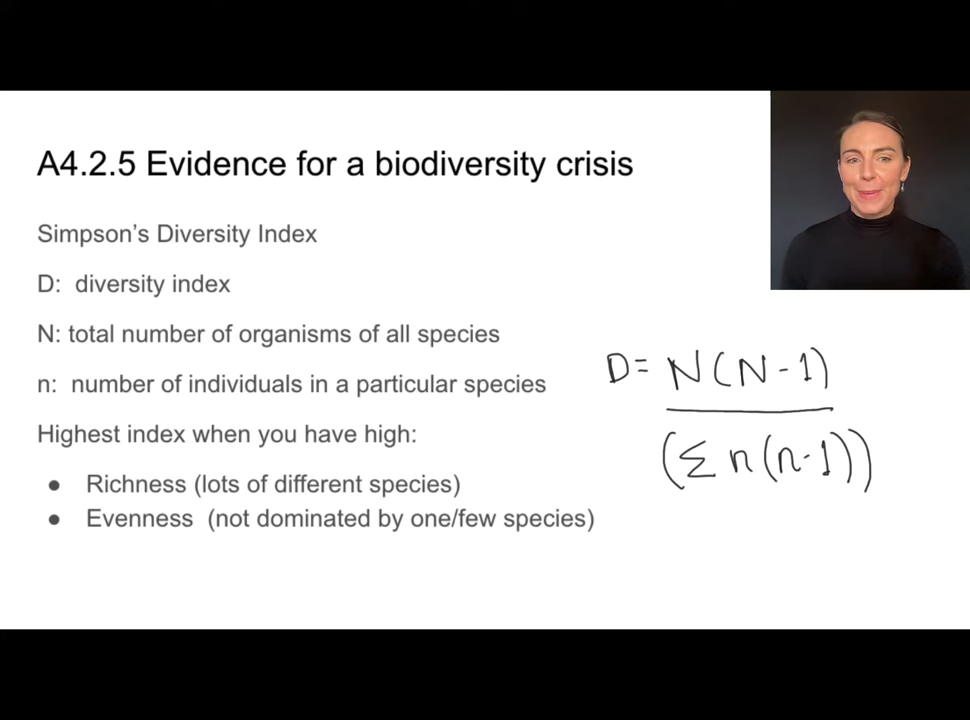 A4.2.5 Evidence for a biodiversity crisis
Simpson's Diversity Index
D: diversity index
N: total number of organisms of all species
n: number of individuals in a particular species
Highest index when you have high:
● Richness (lots of different species)
● Evenness (not dominated by one/few species)
D= N(N-1)
(Σ n(n-1))